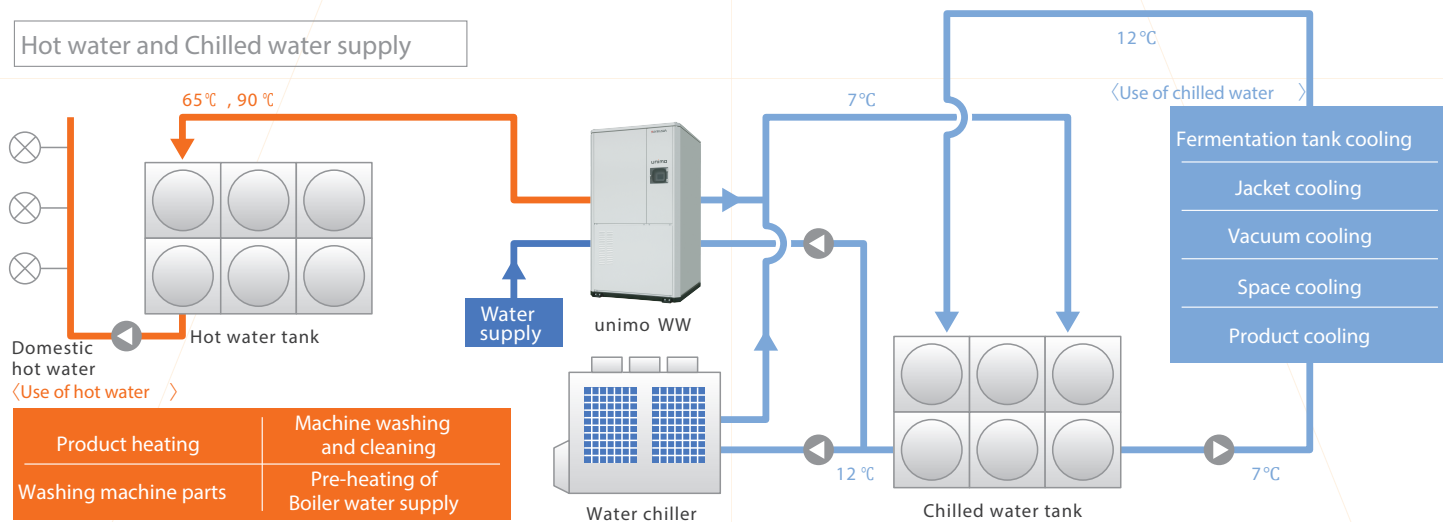 Hot water and Chilled water supply
12℃
65℃ , 90 ℃
7℃
〈Use of chilled water 〉
Fermentation tank cooling
Jacket cooling
Vacuum cooling
Space cooling
Product cooling
unimo
Water
supply
unimo WW
Hot water tank
Domestic
hot water
〈Use of hot water 〉
Product heating
Machine washing
and cleaning
Washing machine parts
Pre-heating of
Boiler water supply
12 ℃
7℃
Water chiller
Chilled water tank